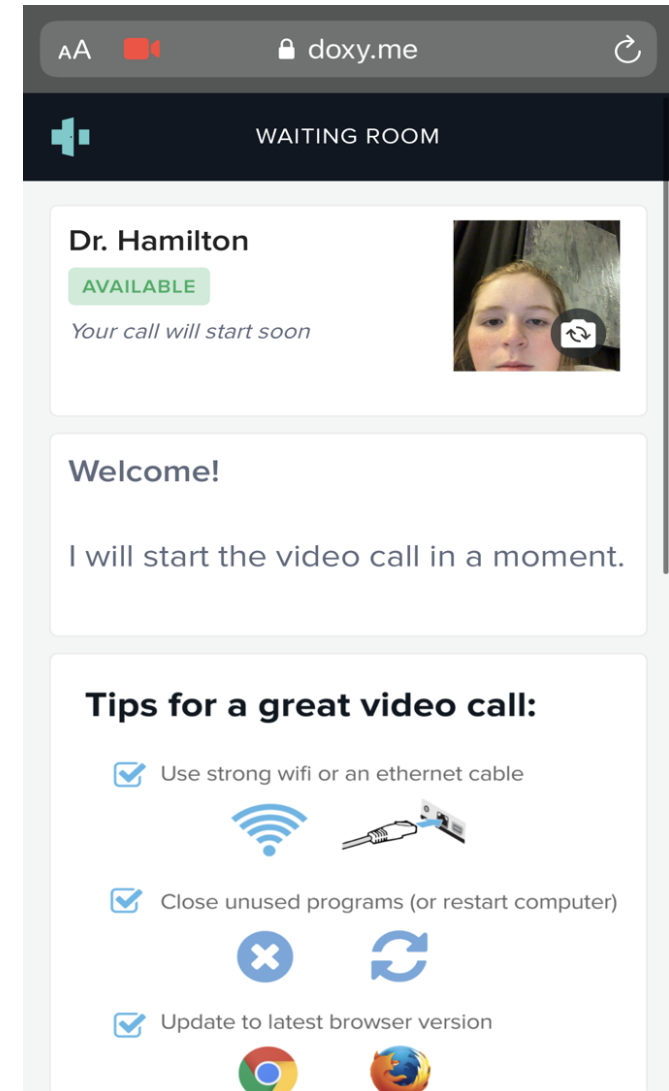 AA
doxy.me
WAITING ROOM
Dr. Hamilton
AVAILABLE
Your call will start soon
Welcome!
I will start the video call in a moment.
Tips for a great video call:
Use strong wifi or an ethernet cable
Close unused programs (or restart computer)
Update to latest browser version